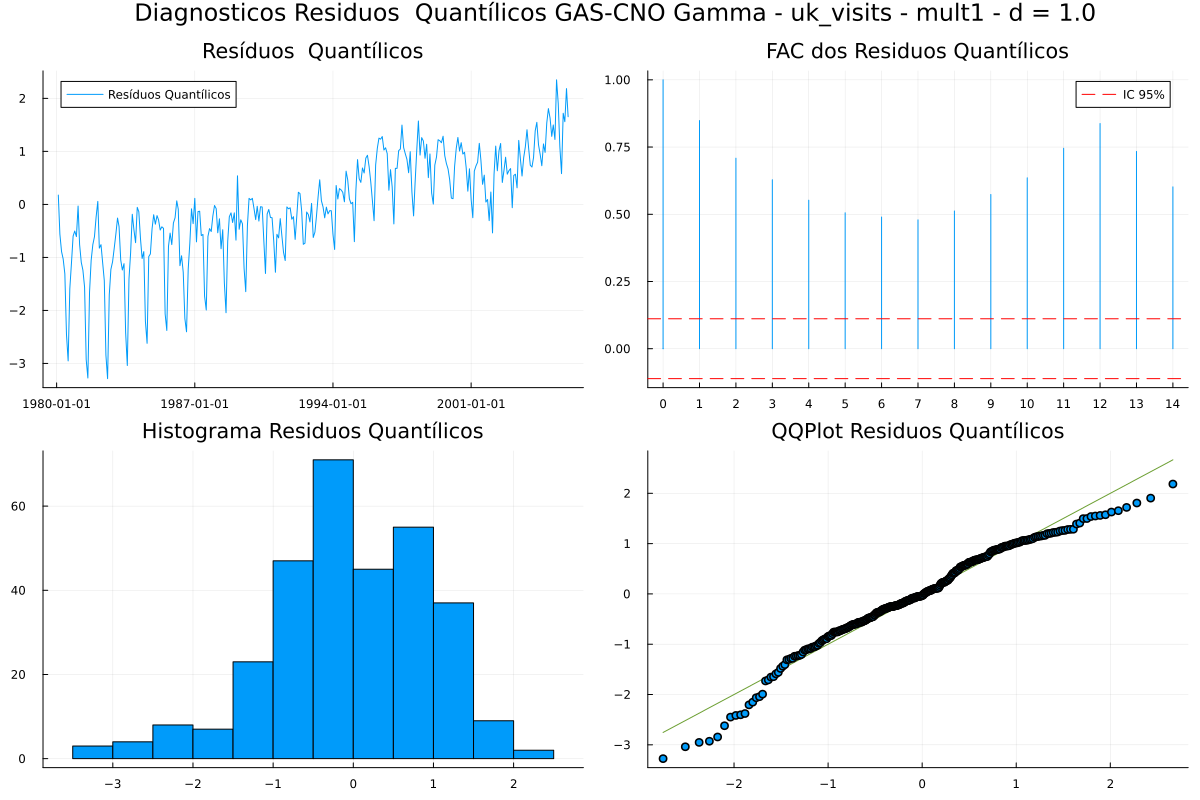 Diagnosticos Residuos  Quantílicos GAS-CNO Gamma - uk_visits - mult1 - d = 1.0
Resíduos  Quantílicos
Resíduos Quantílicos
2
1
0
−1
−2
−3
1980-01-01 1987-01-01 1994-01-01 2001-01-01
FAC dos Residuos Quantílicos
IC 95%
1.00
0.75
0.50
0.25
0.00
0 1 2 3 4 5 6 7 8 9 10 11 12 13 14
Histograma Residuos Quantílicos
60
40
20
0
−3 −2 −1 0 1 2
QQPlot Residuos Quantílicos
2
1
0
−1
−2
−3
−2 −1 0 1 2